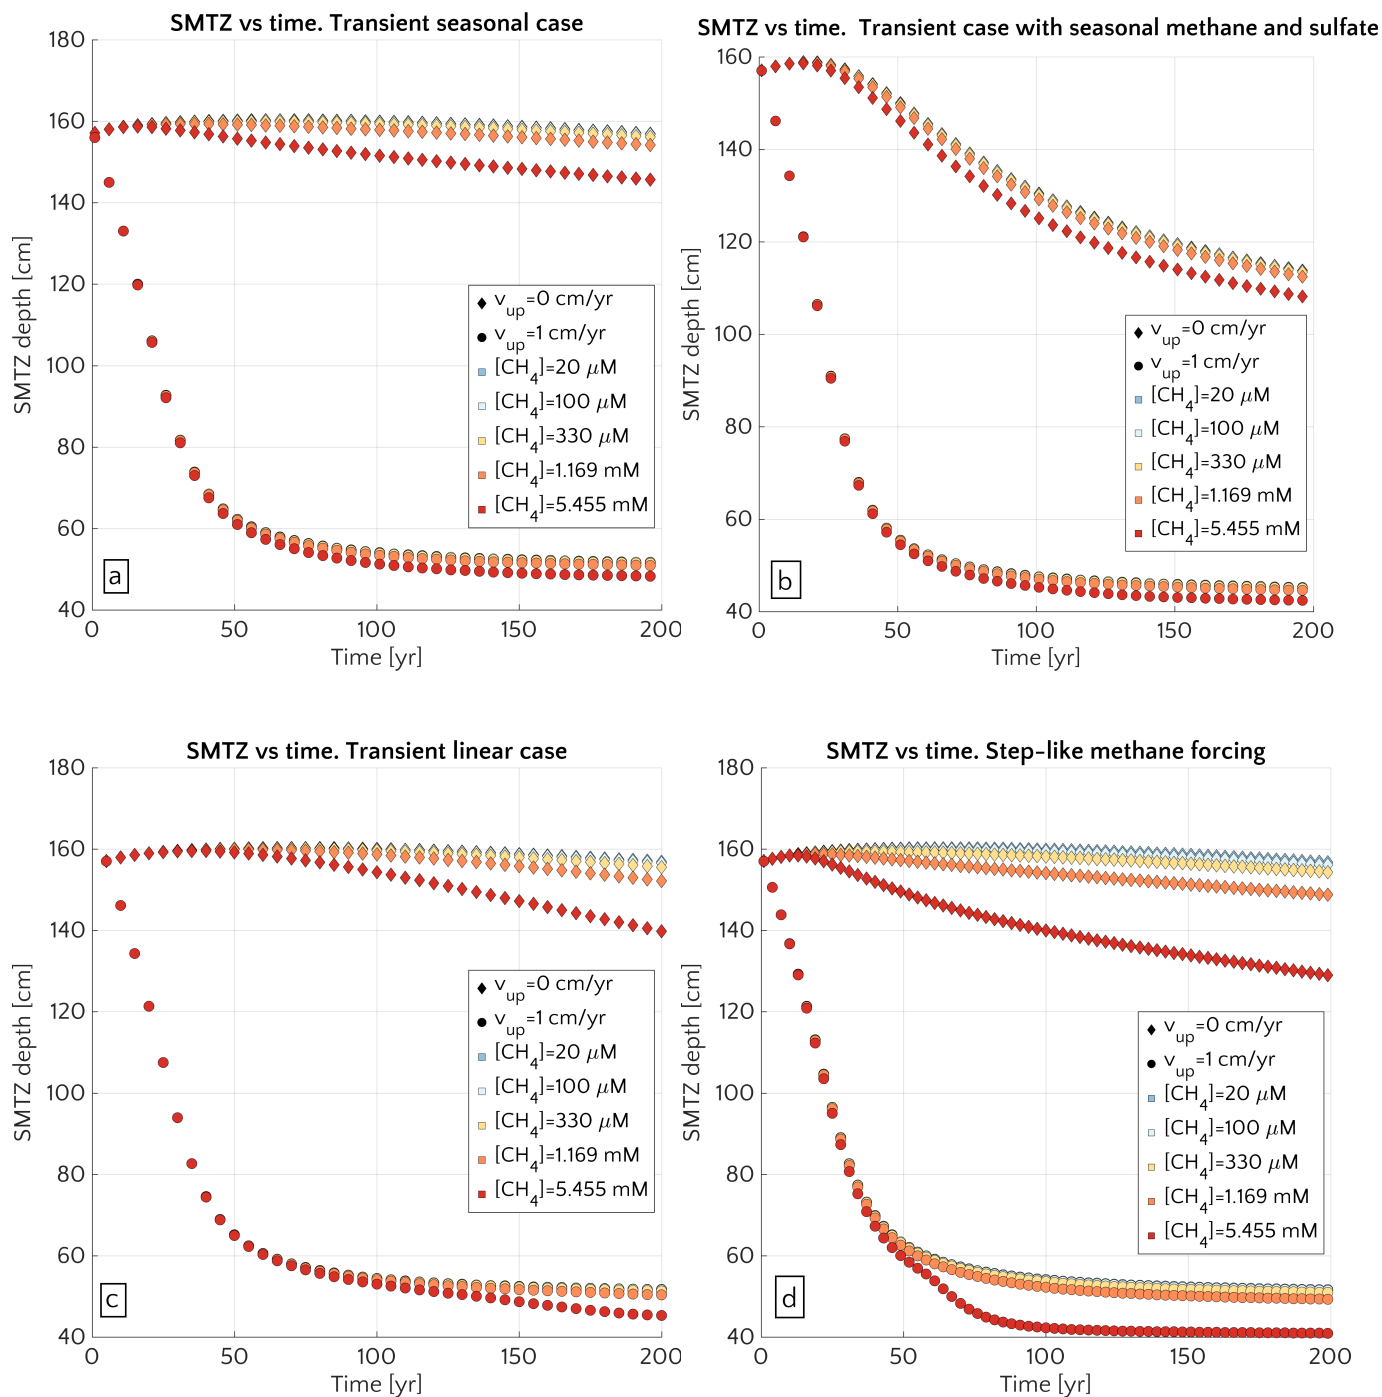 SMTZ vs time. Transient seasonal case
180
160
140
120
100
80
60
40
0
50
100
150
200
SMTZ depth [cm]
Time [yr]
v_up=0 cm/yr
v_up=1 cm/yr
[CH_4]=20 μM
[CH_4]=100 μM
[CH_4]=330 μM
[CH_4]=1.169 mM
[CH_4]=5.455 mM
a
SMTZ vs time.  Transient case with seasonal methane and sulfate
160
140
120
100
80
60
40
0
50
100
150
200
SMTZ depth [cm]
Time [yr]
v_up=0 cm/yr
v_up=1 cm/yr
[CH_4]=20 μM
[CH_4]=100 μM
[CH_4]=330 μM
[CH_4]=1.169 mM
[CH_4]=5.455 mM
b
SMTZ vs time. Transient linear case
180
160
140
120
100
80
60
40
0
50
100
150
200
SMTZ depth [cm]
Time [yr]
v_up=0 cm/yr
v_up=1 cm/yr
[CH_4]=20 μM
[CH_4]=100 μM
[CH_4]=330 μM
[CH_4]=1.169 mM
[CH_4]=5.455 mM
c
SMTZ vs time. Step-like methane forcing
180
160
140
120
100
80
60
40
0
50
100
150
200
SMTZ depth [cm]
Time [yr]
v_up=0 cm/yr
v_up=1 cm/yr
[CH_4]=20 μM
[CH_4]=100 μM
[CH_4]=330 μM
[CH_4]=1.169 mM
[CH_4]=5.455 mM
d